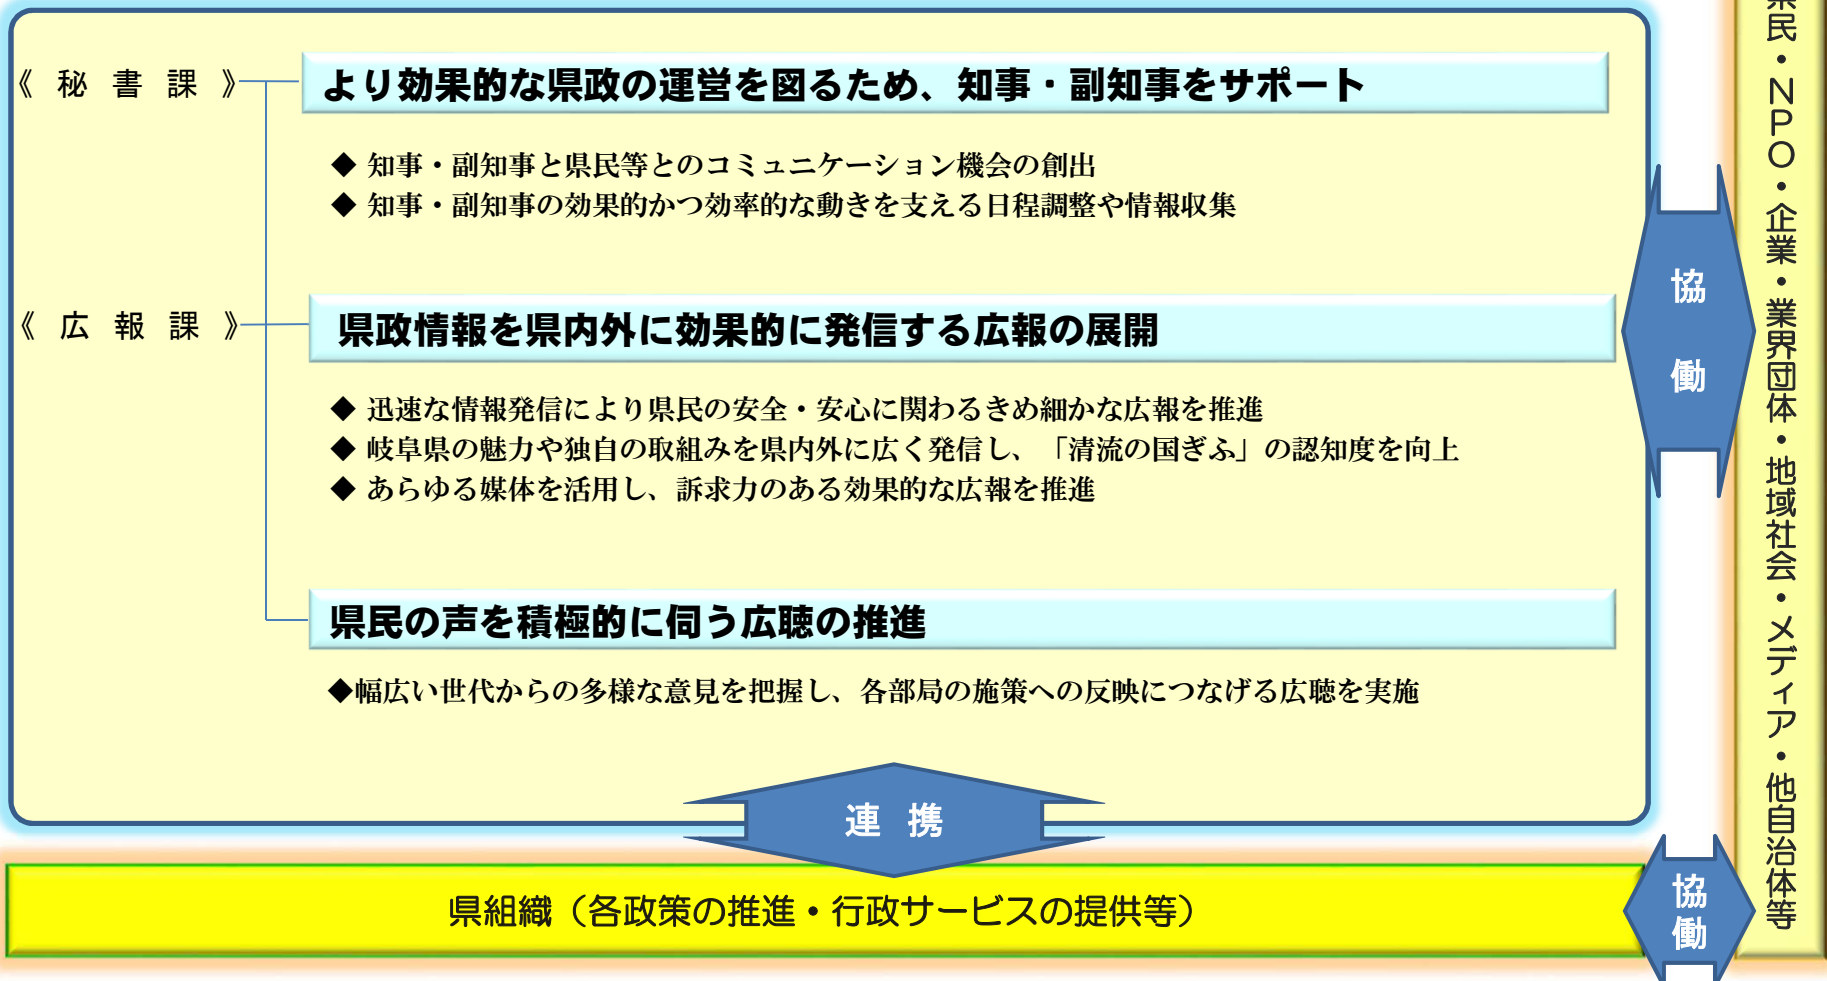 《 秘 書 課 》
より効果的な県政の運営を図るため、知事・副知事をサポート
◆ 知事・副知事と県民等とのコミュニケーション機会の創出
◆ 知事・副知事の効果的かつ効率的な動きを支える日程調整や情報収集
《 広 報 課 》
県政情報を県内外に効果的に発信する広報の展開
◆ 迅速な情報発信により県民の安全・安心に関わるきめ細かな広報を推進
◆ 岐阜県の魅力や独自の取組みを県内外に広く発信し、「清流の国ぎふ」の認知度を向上
◆ あらゆる媒体を活用し、訴求力のある効果的な広報を推進
県民の声を積極的に伺う広聴の推進
◆幅広い世代からの多様な意見を把握し、各部局の施策への反映につなげる広聴を実施
連 携
県組織（各政策の推進・行政サービスの提供等）
協 働
協働
県民・ＮＰＯ・企業・業界団体・地域社会・メディア・他自治体等